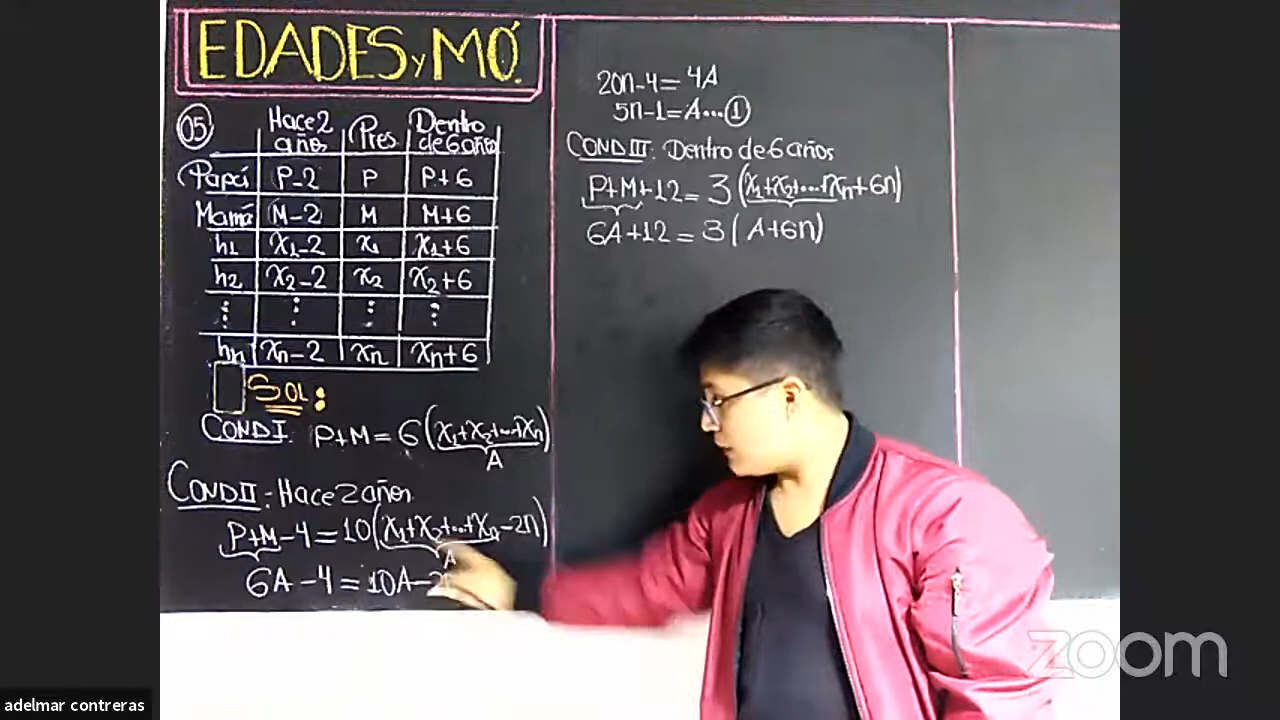 EDADES y MÓ.
05
Hace 2 años | Pres | Dentro de 6 años
Papá | P-2 | P | P+6
Mamá | M-2 | M | M+6
h₁ | x₁-2 | x₁ | x₁+6
h₂ | x₂-2 | x₂ | x₂+6
⋮ | ⋮ | ⋮ | ⋮
hₙ | xₙ-2 | xₙ | xₙ+6
SOL:
COND I. P+M = 6(x₁+x₂+...+xₙ)
A
COND II: Hace 2 años
P+M-4 = 10(x₁+x₂+...+xₙ-2n)
A
6A-4 = 10A-2
20n-4 = 4A
5n-1 = A...①
COND III: Dentro de 6 años
P+M+12 = 3(x₁+x₂+...+xₙ+6n)
6A+12 = 3(A+6n)
zoom
adelmar contreras